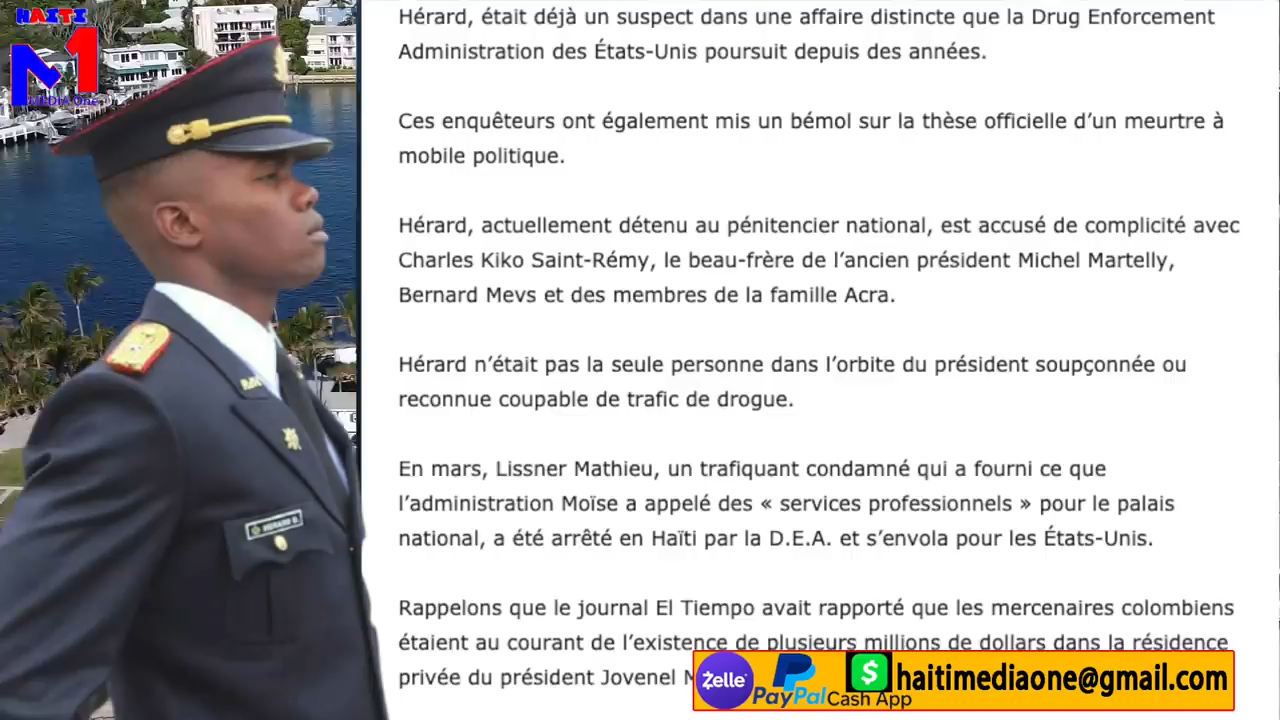 HAITI
M1
MEDIA One
Hérard, était déjà un suspect dans une affaire distincte que la Drug Enforcement
Administration des États-Unis poursuit depuis des années.
Ces enquêteurs ont également mis un bémol sur la thèse officielle d’un meurtre à
mobile politique.
Hérard, actuellement détenu au pénitencier national, est accusé de complicité avec
Charles Kiko Saint-Rémy, le beau-frère de l’ancien président Michel Martelly,
Bernard Mevs et des membres de la famille Acra.
Hérard n’était pas la seule personne dans l’orbite du président soupçonnée ou
reconnue coupable de trafic de drogue.
En mars, Lissner Mathieu, un trafiquant condamné qui a fourni ce que
l’administration Moïse a appelé des « services professionnels » pour le palais
national, a été arrêté en Haïti par la D.E.A. et s’envola pour les États-Unis.
Rappelons que le journal El Tiempo avait rapporté que les mercenaires colombiens
étaient au courant de l’existence de plusieurs millions de dollars dans la résidence
privée du président Jovenel
HERARD D.
Zelle
PayPal
$
Cash App
haitimediaone@gmail.com